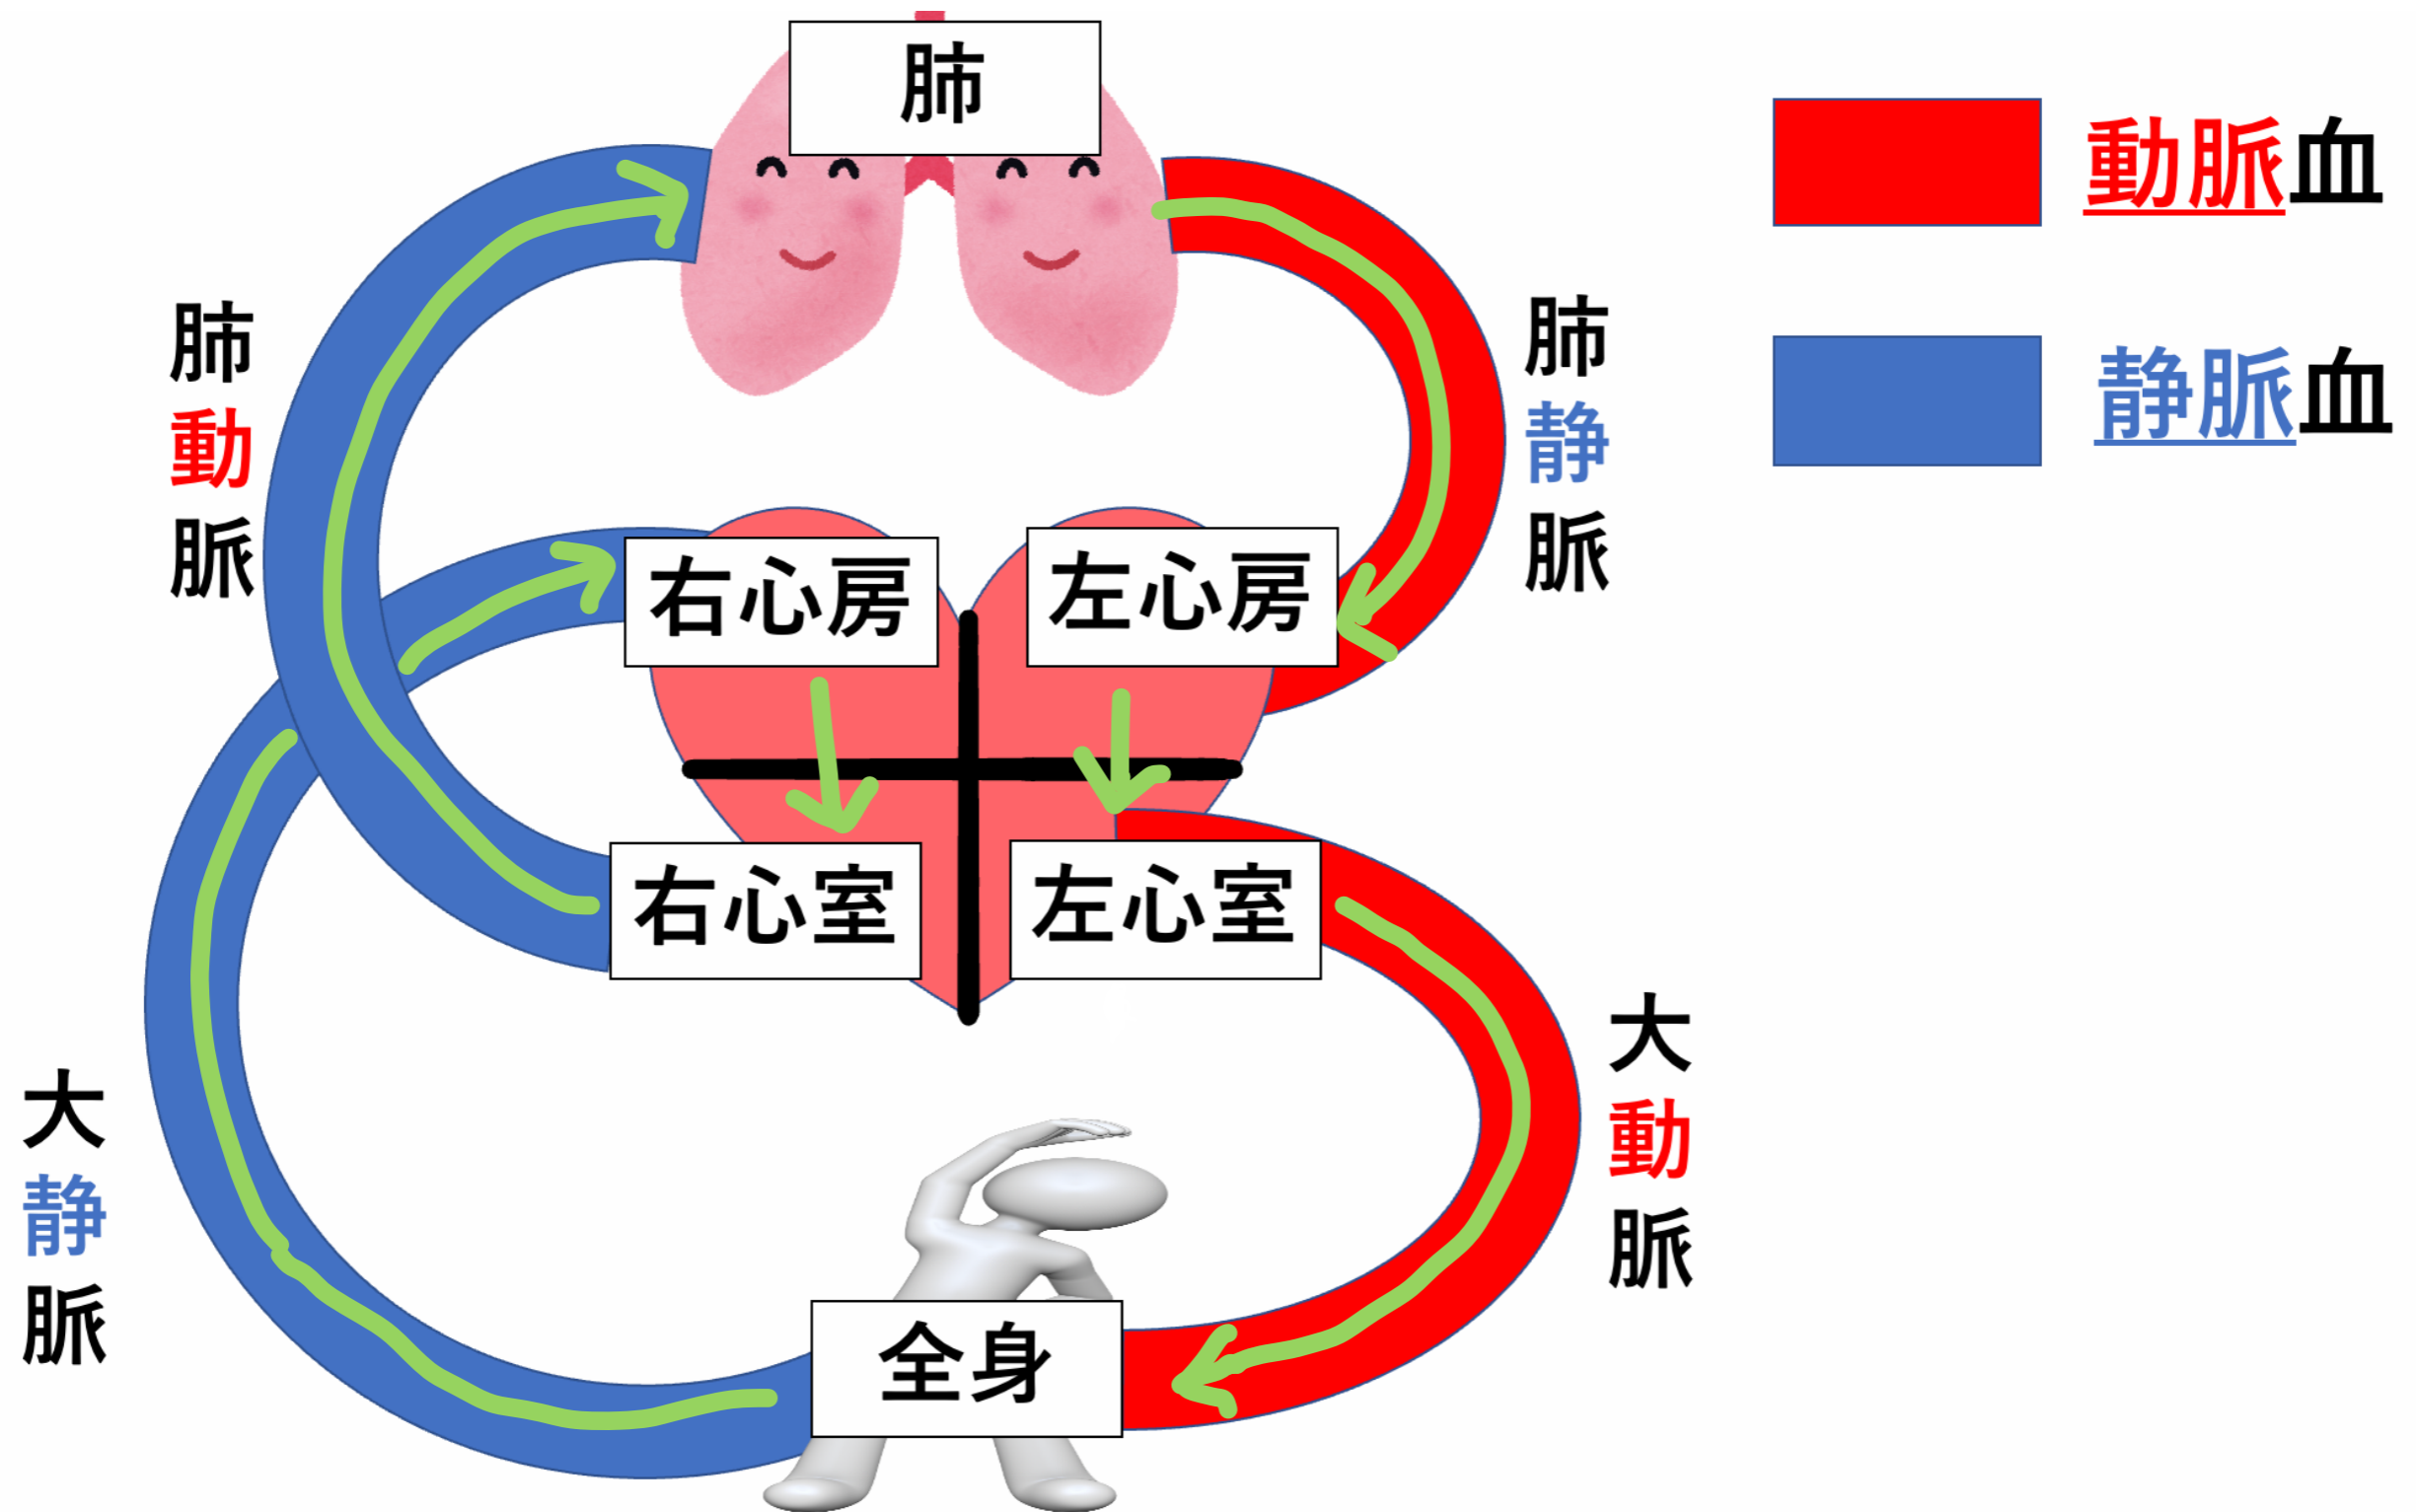 肺
動脈血
静脈血
肺動脈
肺静脈
右心房
左心房
右心室
左心室
大動脈
大静脈
全身